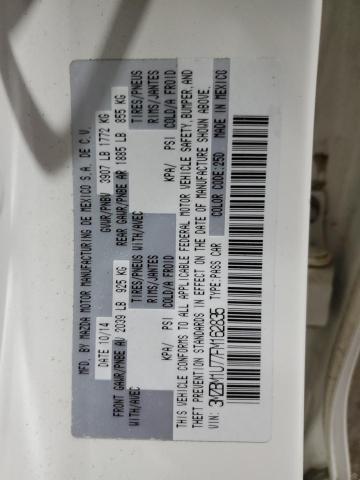 MFD. BY MAZDA MOTOR MANUFACTURING DE MEXICO S.A. DE C.V.
DATE 10/14 GVWR/PNBV 3907 LB 1772 KG
FRONT GAWR/PNBE AV 2039 LB 925 KG REAR GAWR/PNBE AR 1885 LB 855 KG
WITH/AVEC TIRES/PNEUS WITH/AVEC TIRES/PNEUS
RIMS/JANTES RIMS/JANTES
KPA/ PSI COLD/A FROID KPA/ PSI COLD/A FROID
THIS VEHICLE CONFORMS TO ALL APPLICABLE FEDERAL MOTOR VEHICLE SAFETY, BUMPER, AND
THEFT PREVENTION STANDARDS IN EFFECT ON THE DATE OF MANUFACTURE SHOWN ABOVE.
VIN: 3MZBM1U77FM162835 TYPE:PASS CAR COLOR CODE:25D MADE IN MEXICO